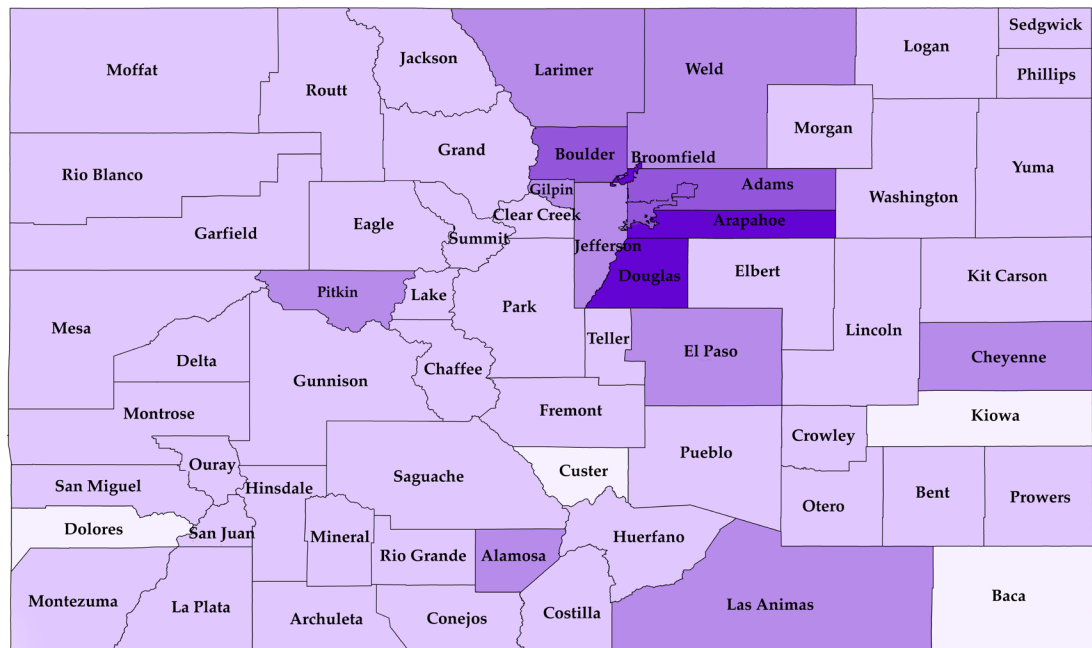 Sedgwick
Logan
Jackson
Larimer
Weld
Moffat
Phillips
Routt
Morgan
Grand
Boulder
Broomfield
Yuma
Rio Blanco
Gilpin
Adams
Washington
Clear Creek
Arapahoe
Eagle
Garfield
Summit
Jefferson
Elbert
Kit Carson
Douglas
Pitkin
Lake
Park
Mesa
Lincoln
Teller
El Paso
Cheyenne
Delta
Chaffee
Gunnison
Fremont
Montrose
Kiowa
Crowley
Pueblo
Ouray
Custer
Saguache
San Miguel
Hinsdale
Bent
Prowers
Otero
Dolores
San Juan
Mineral
Huerfano
Rio Grande
Alamosa
Baca
Montezuma
La Plata
Las Animas
Archuleta
Conejos
Costilla